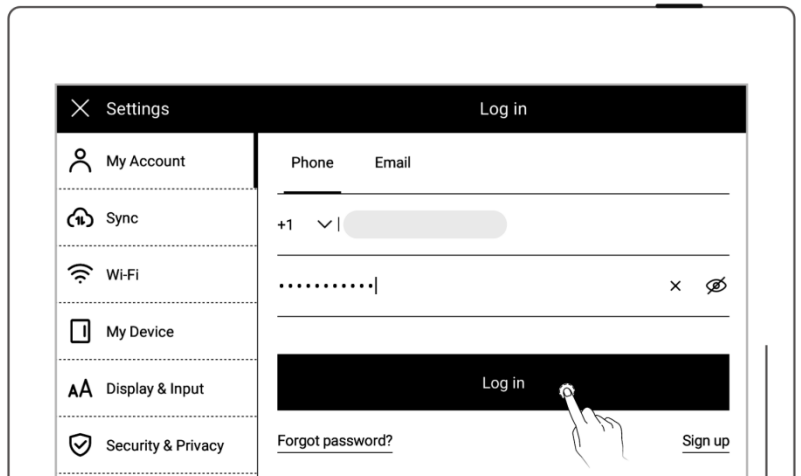 Settings
Log in
My Account
Sync
Wi-Fi
My Device
Display & Input
Security & Privacy
Phone Email
+1
Log in
Forgot password? Sign up